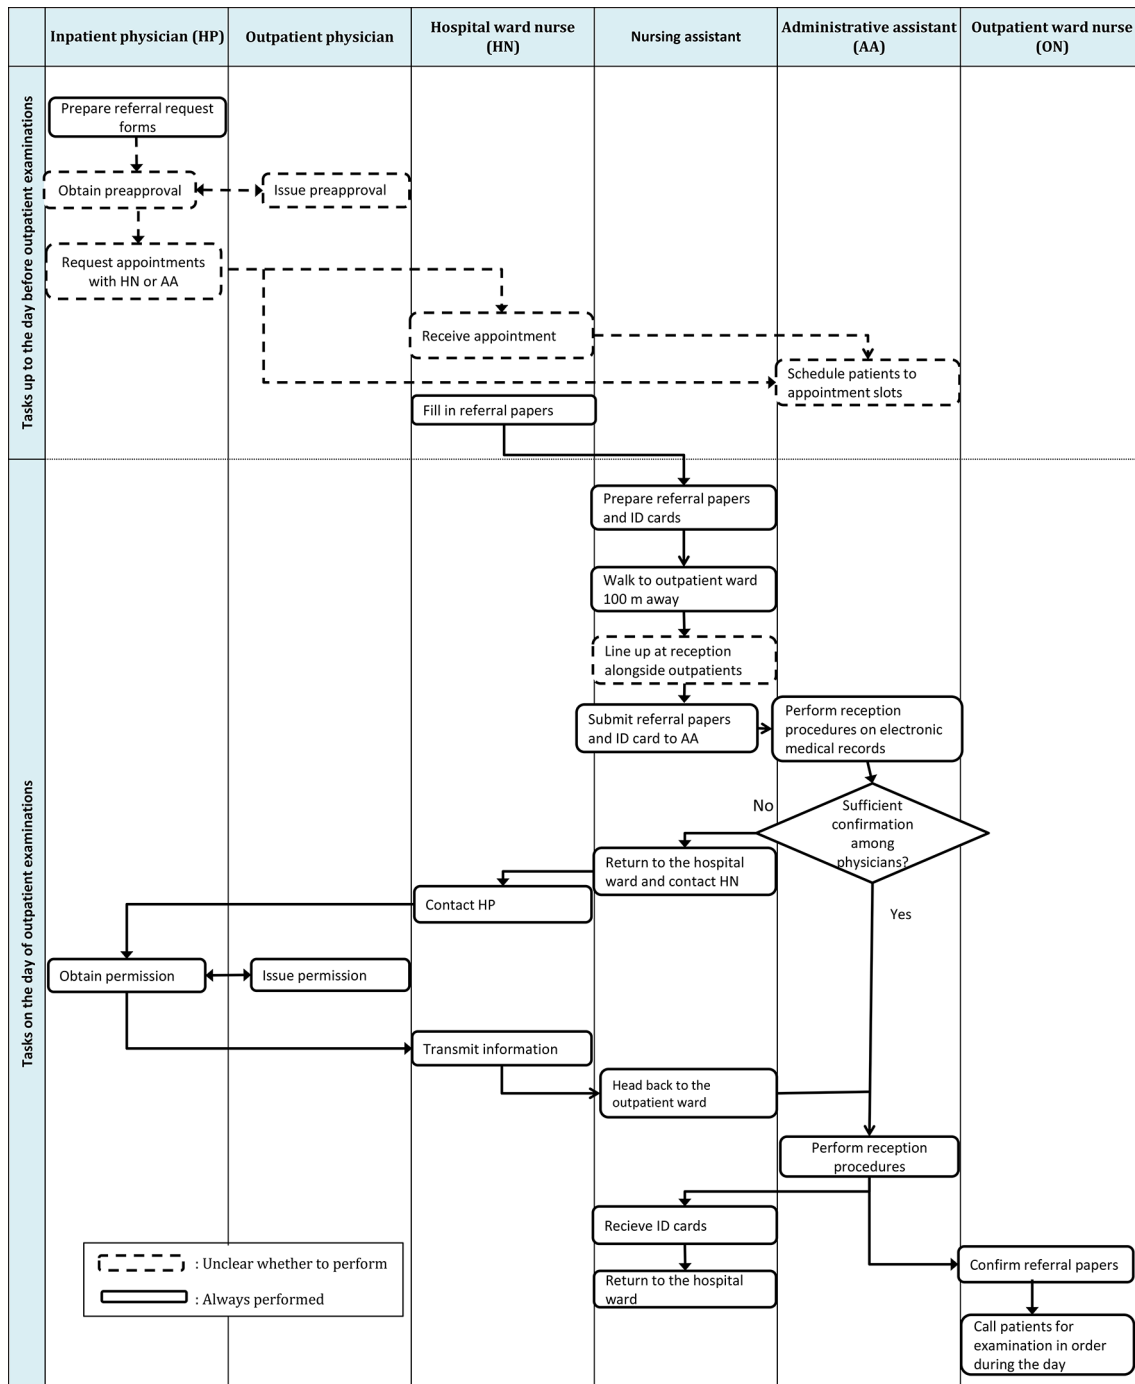 Inpatient physician (HP)
Outpatient physician
Hospital ward nurse
(HN)
Nursing assistant
Administrative assistant
(AA)
Outpatient ward nurse
(ON)
Tasks up to the day before outpatient examinations
Prepare referral request
forms
Obtain preapproval
Issue preapproval
Request appointments
with HN or AA
Receive appointment
Schedule patients to
appointment slots
Fill in referral papers
Tasks on the day of outpatient examinations
Prepare referral papers
and ID cards
Walk to outpatient ward
100 m away
Line up at reception
alongside outpatients
Submit referral papers
and ID card to AA
Perform reception
procedures on electronic
medical records
No
Sufficient
confirmation
among
physicians?
Return to the hospital
ward and contact HN
Contact HP
Yes
Obtain permission
Issue permission
Transmit information
Head back to the
outpatient ward
Perform reception
procedures
Recieve ID cards
Return to the hospital
ward
Confirm referral papers
Call patients for
examination in order
during the day
: Unclear whether to perform
: Always performed